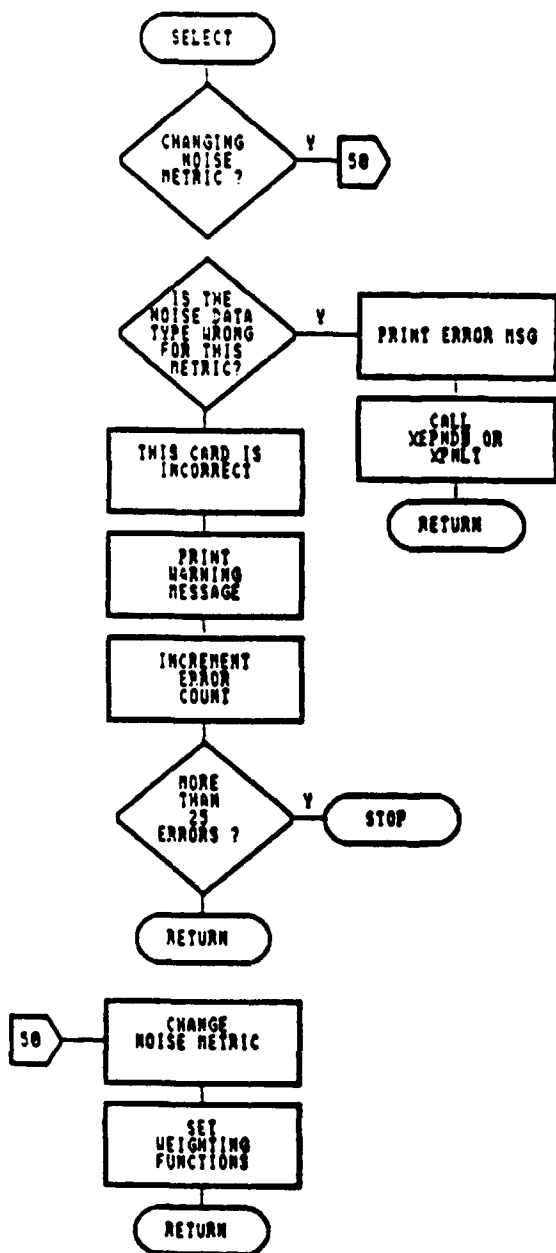 SELECT
CHANGING
NOISE
METRIC ?
Y
50
IS THE
NOISE DATA
TYPE WRONG
FOR THIS
METRIC?
Y
PRINT ERROR MSG
CALL
XEPNDB OR
XPNLT
RETURN
THIS CARD IS
INCORRECT
PRINT
WARNING
MESSAGE
INCREMENT
ERROR
COUNT
MORE
THAN
25
ERRORS ?
Y
STOP
RETURN
50
CHANGE
NOISE METRIC
SET
WEIGHTING
FUNCTIONS
RETURN